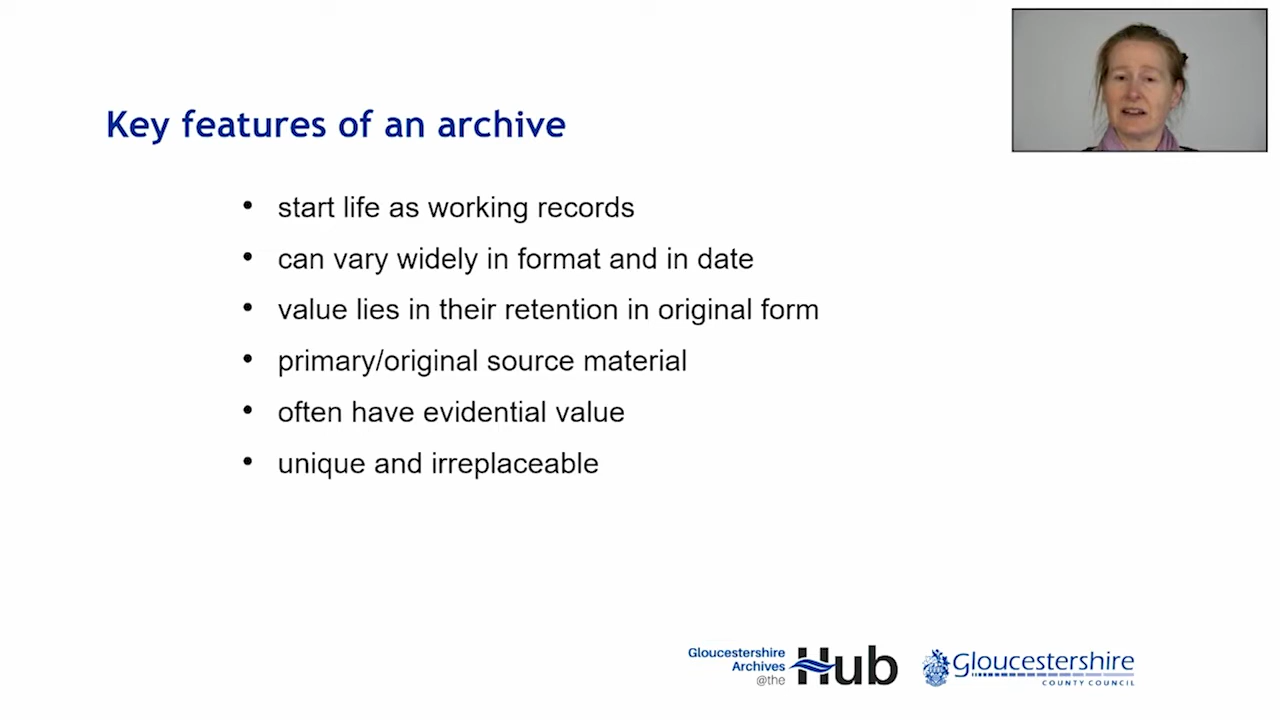 Key features of an archive
• start life as working records
• can vary widely in format and in date
• value lies in their retention in original form
• primary/original source material
• often have evidential value
• unique and irreplaceable
Gloucestershire
Archives
@the
Hub
Gloucestershire
COUNTY COUNCIL